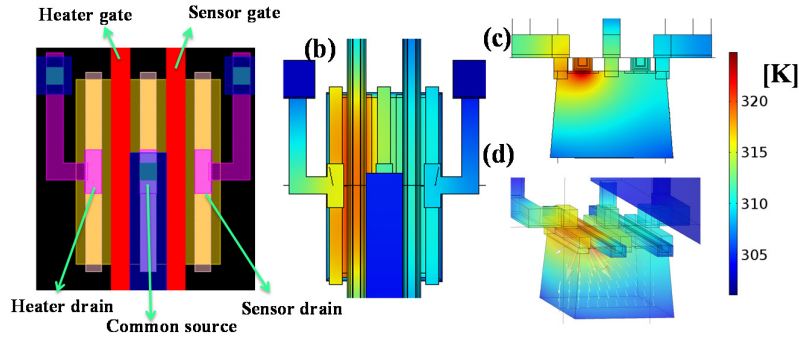 Heater gate
Sensor gate
(b)
(c)
[K]
320
315
310
305
(d)
Heater drain
Sensor drain
Common source